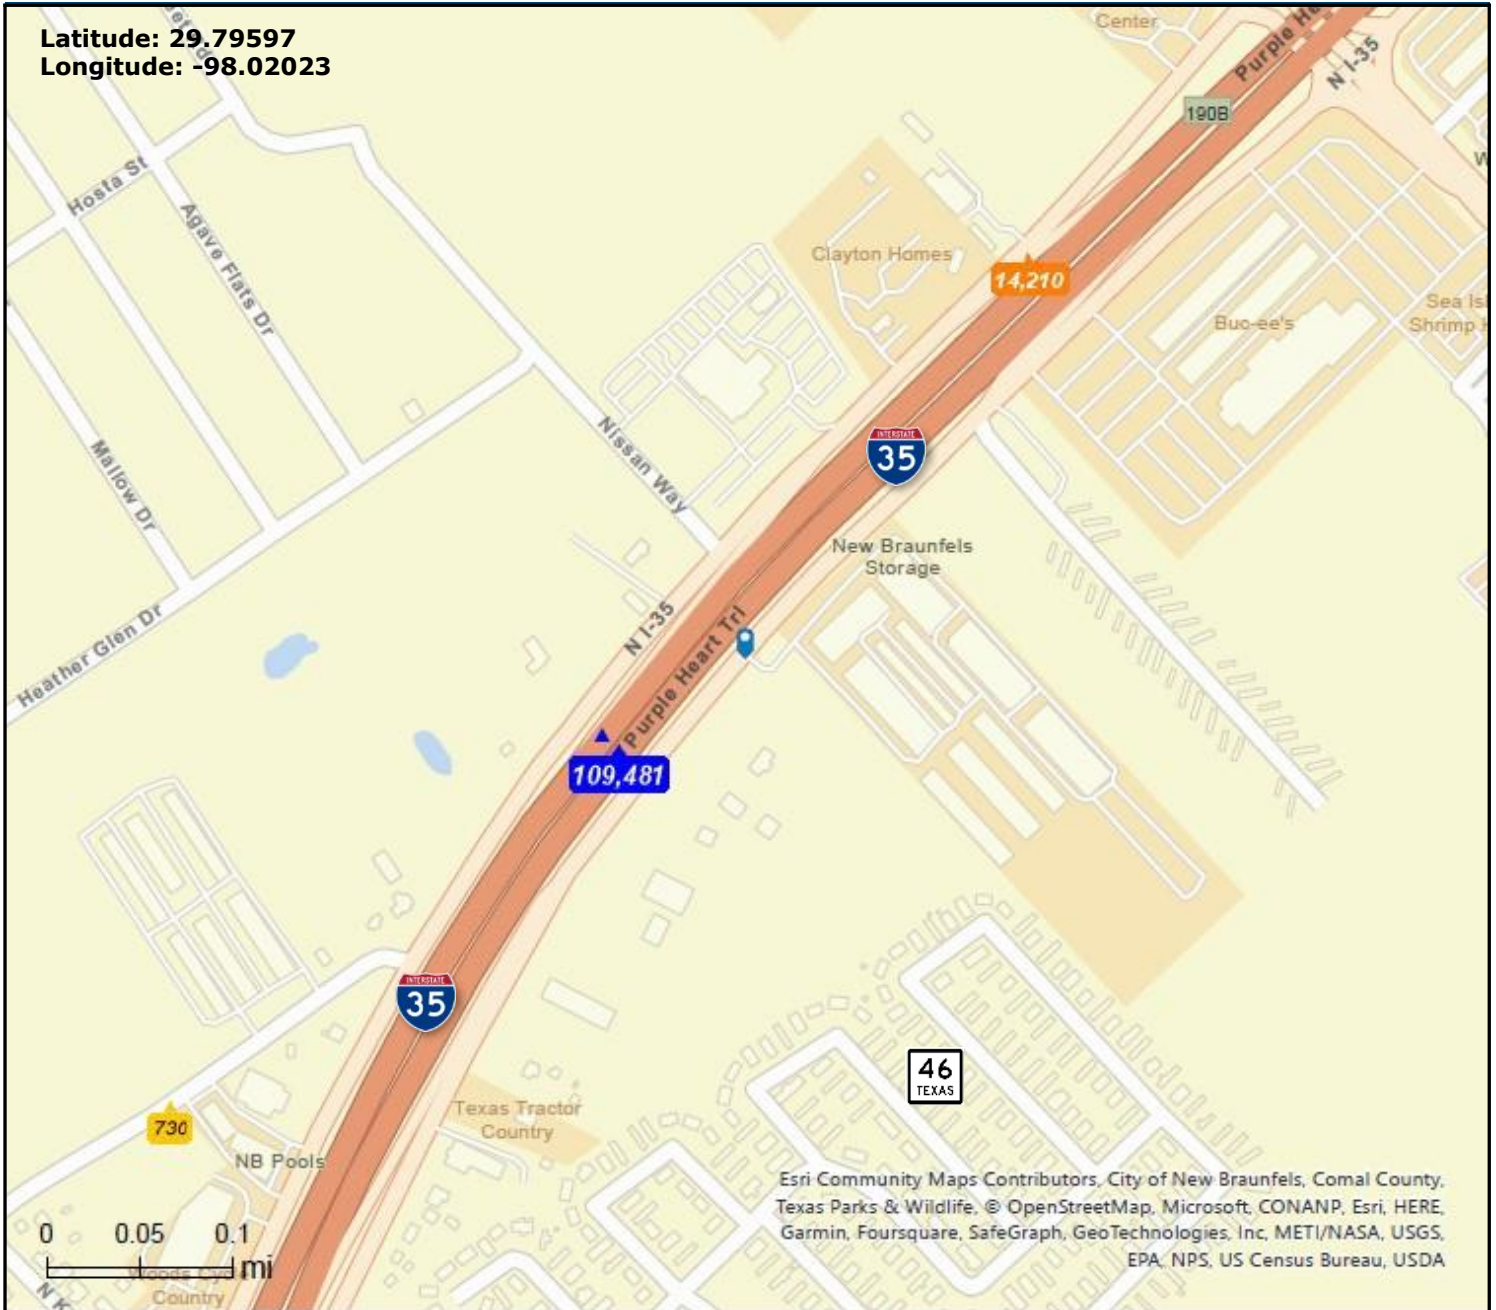 Latitude: 29.79597
Longitude: -98.02023
Center
N I-35
190B
Hosta St
Agave Flats Dr
Clayton Homes
14,210
Buc-ee's
Shrimp
Nissan Way
Mallow Dr
INTERSTATE
35
New Braunfels
Storage
N I-35
Purple Heart Trl
Heather Glen Dr
109,481
INTERSTATE
35
46
TEXAS
Texas Tractor
Country
730
NB Pools
Esri Community Maps Contributors, City of New Braunfels, Comal County,
Texas Parks & Wildlife, © OpenStreetMap, Microsoft, CONANP, Esri, HERE,
Garmin, Foursquare, SafeGraph, GeoTechnologies, Inc, METI/NASA, USGS,
EPA, NPS, US Census Bureau, USDA
0 0.05 0.1
mi
Country